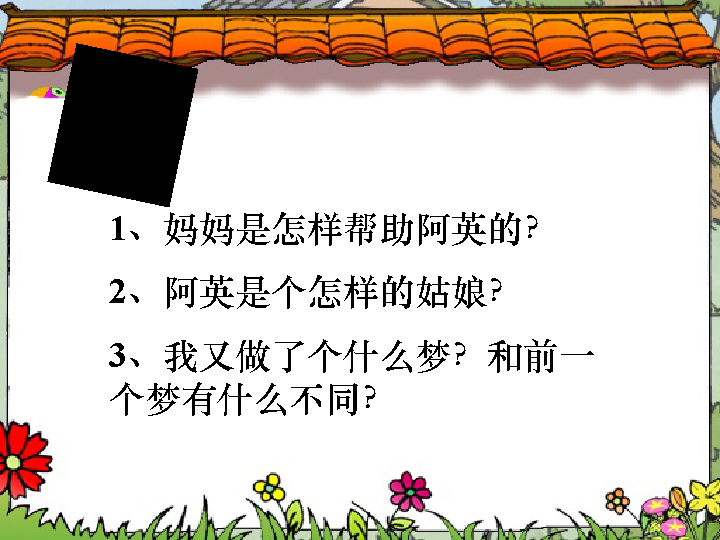 1、妈妈是怎样帮助阿英的?
2、阿英是个怎样的姑娘?
3、我又做了个什么梦？和前一
个梦有什么不同?